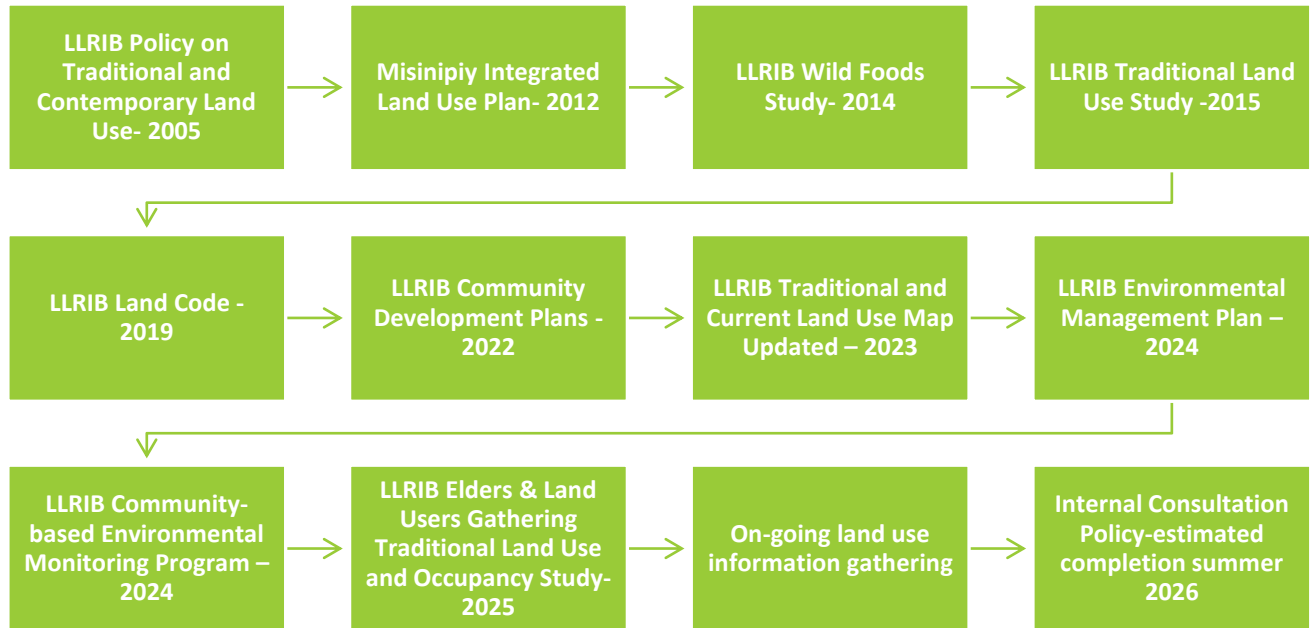 LLRIB Policy on
Traditional and
Contemporary Land
Use- 2005
Misinipiy Integrated
Land Use Plan- 2012
LLRIB Wild Foods
Study- 2014
LLRIB Traditional Land
Use Study -2015
LLRIB Land Code -
2019
LLRIB Community
Development Plans -
2022
LLRIB Traditional and
Current Land Use Map
Updated – 2023
LLRIB Environmental
Management Plan –
2024
LLRIB Community-
based Environmental
Monitoring Program –
2024
LLRIB Elders & Land
Users Gathering
Traditional Land Use
and Occupancy Study-
2025
On-going land use
information gathering
Internal Consultation
Policy-estimated
completion summer
2026